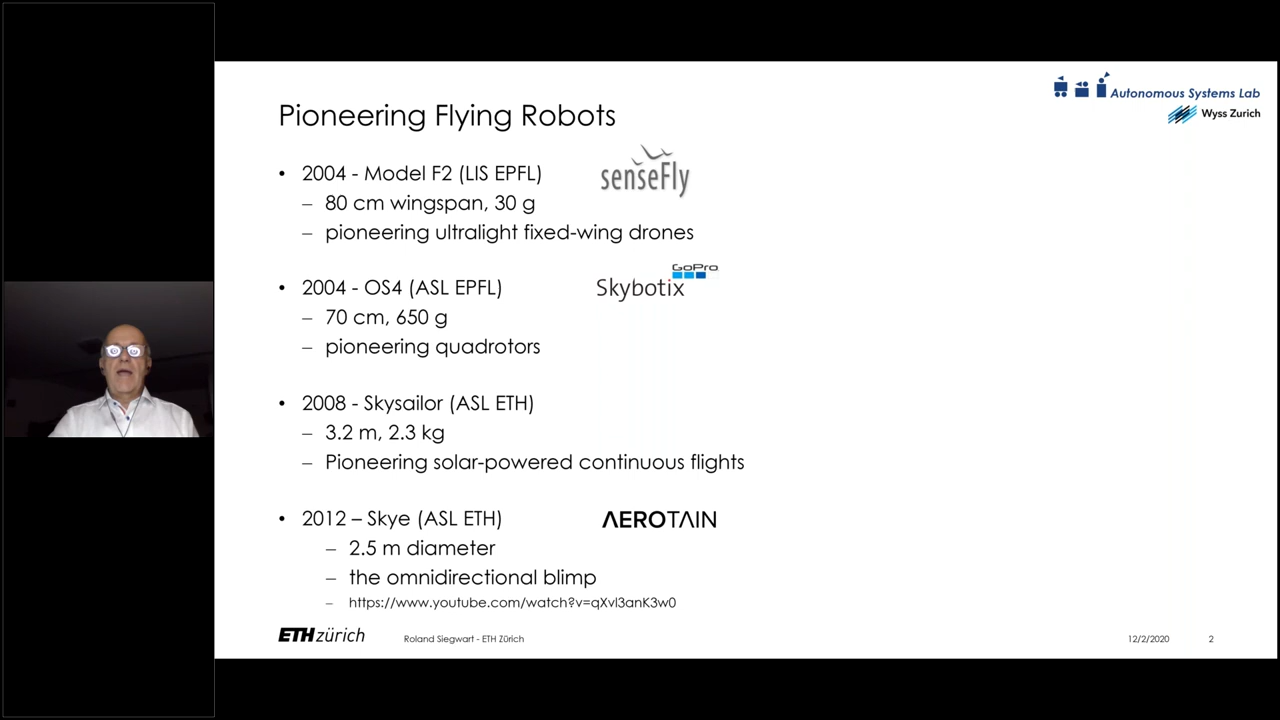 Autonomous Systems Lab
Wyss Zurich
Pioneering Flying Robots
• 2004 - Model F2 (LIS EPFL)
senseFly
– 80 cm wingspan, 30 g
– pioneering ultralight fixed-wing drones
• 2004 - OS4 (ASL EPFL)
GoPro
Skybotix
– 70 cm, 650 g
– pioneering quadrotors
• 2008 - Skysailor (ASL ETH)
– 3.2 m, 2.3 kg
– Pioneering solar-powered continuous flights
• 2012 – Skye (ASL ETH)
AEROTAIN
– 2.5 m diameter
– the omnidirectional blimp
– https://www.youtube.com/watch?v=qXvl3anK3w0
ETH zürich
Roland Siegwart - ETH Zürich
12/2/2020
2